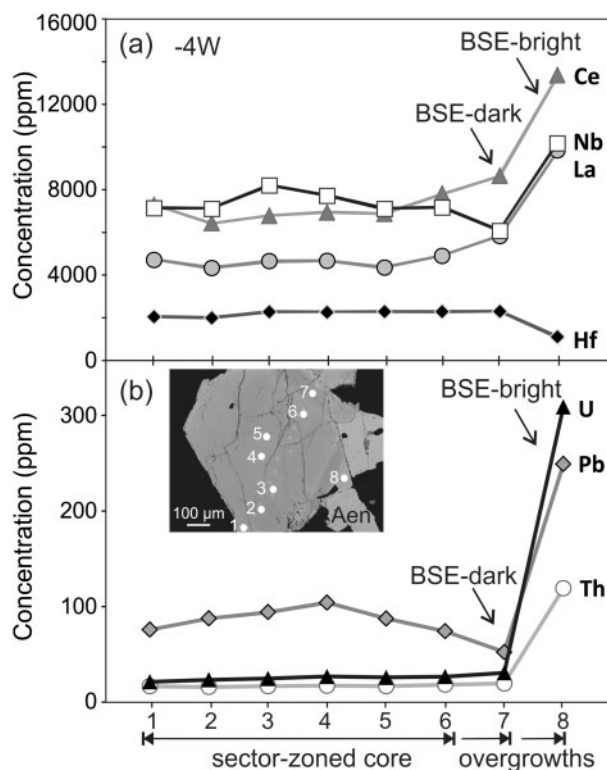 16000
(a) -4W
BSE-bright
Ce
12000
BSE-dark
Nb
La
8000
4000
Hf
0
Concentration (ppm)
(b)
BSE-bright
U
300
7
6
5
4
3
8
2
1
100 µm
Aen
Pb
200
BSE-dark
100
Th
0
Concentration (ppm)
1 2 3 4 5 6 7 8
sector-zoned core overgrowths